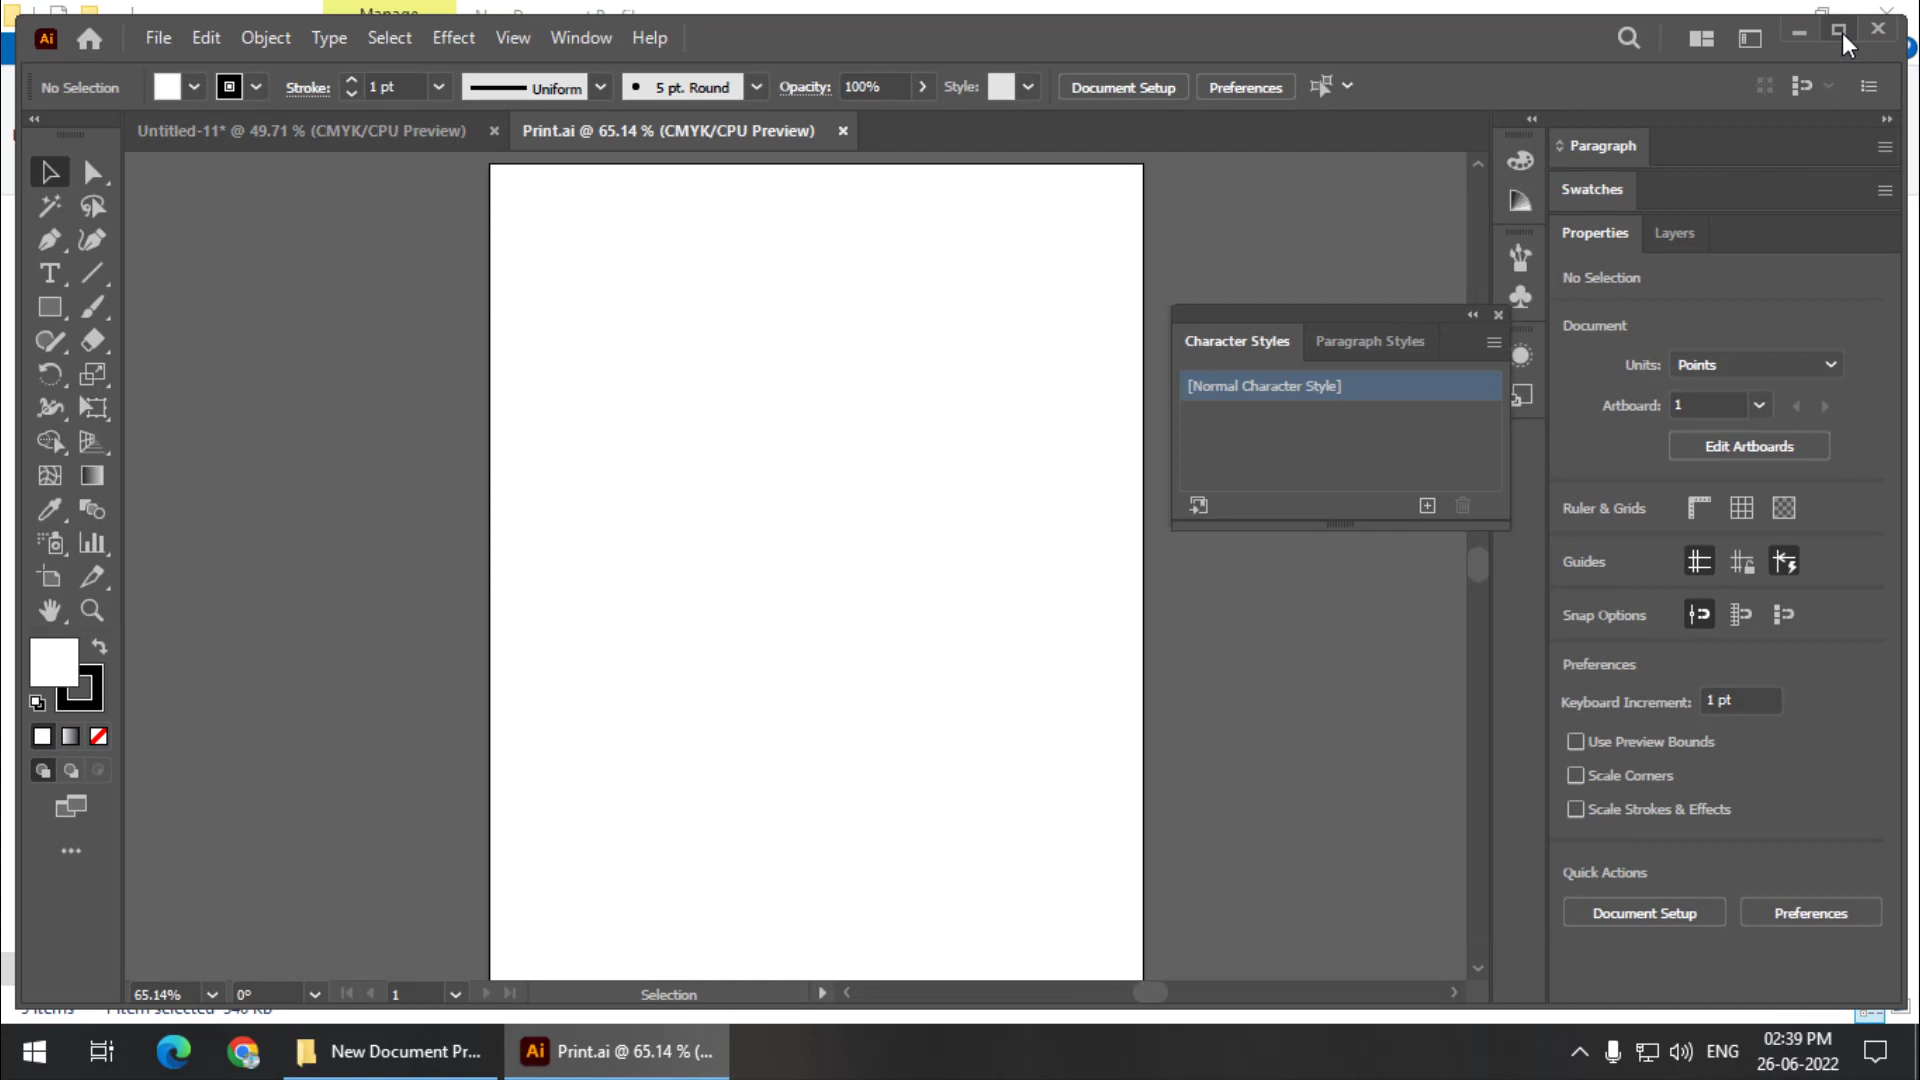 Manage
Ai
File Edit Object Type Select Effect View Window Help
No Selection
Stroke: 1 pt
Uniform
5 pt. Round
Opacity: 100%
Style:
Document Setup
Preferences
Untitled-11* @ 49.71 % (CMYK/CPU Preview)
Print.ai @ 65.14 % (CMYK/CPU Preview)
Paragraph
Swatches
Properties Layers
No Selection
Document
Units: Points
Artboard: 1
Edit Artboards
Ruler & Grids
Guides
Snap Options
Preferences
Keyboard Increment: 1 pt
Use Preview Bounds
Scale Corners
Scale Strokes & Effects
Quick Actions
Document Setup
Preferences
Character Styles Paragraph Styles
[Normal Character Style]
65.14% 0° 1 Selection
New Document Pr...
Ai Print.ai @ 65.14 % (...
ENG
02:39 PM
26-06-2022